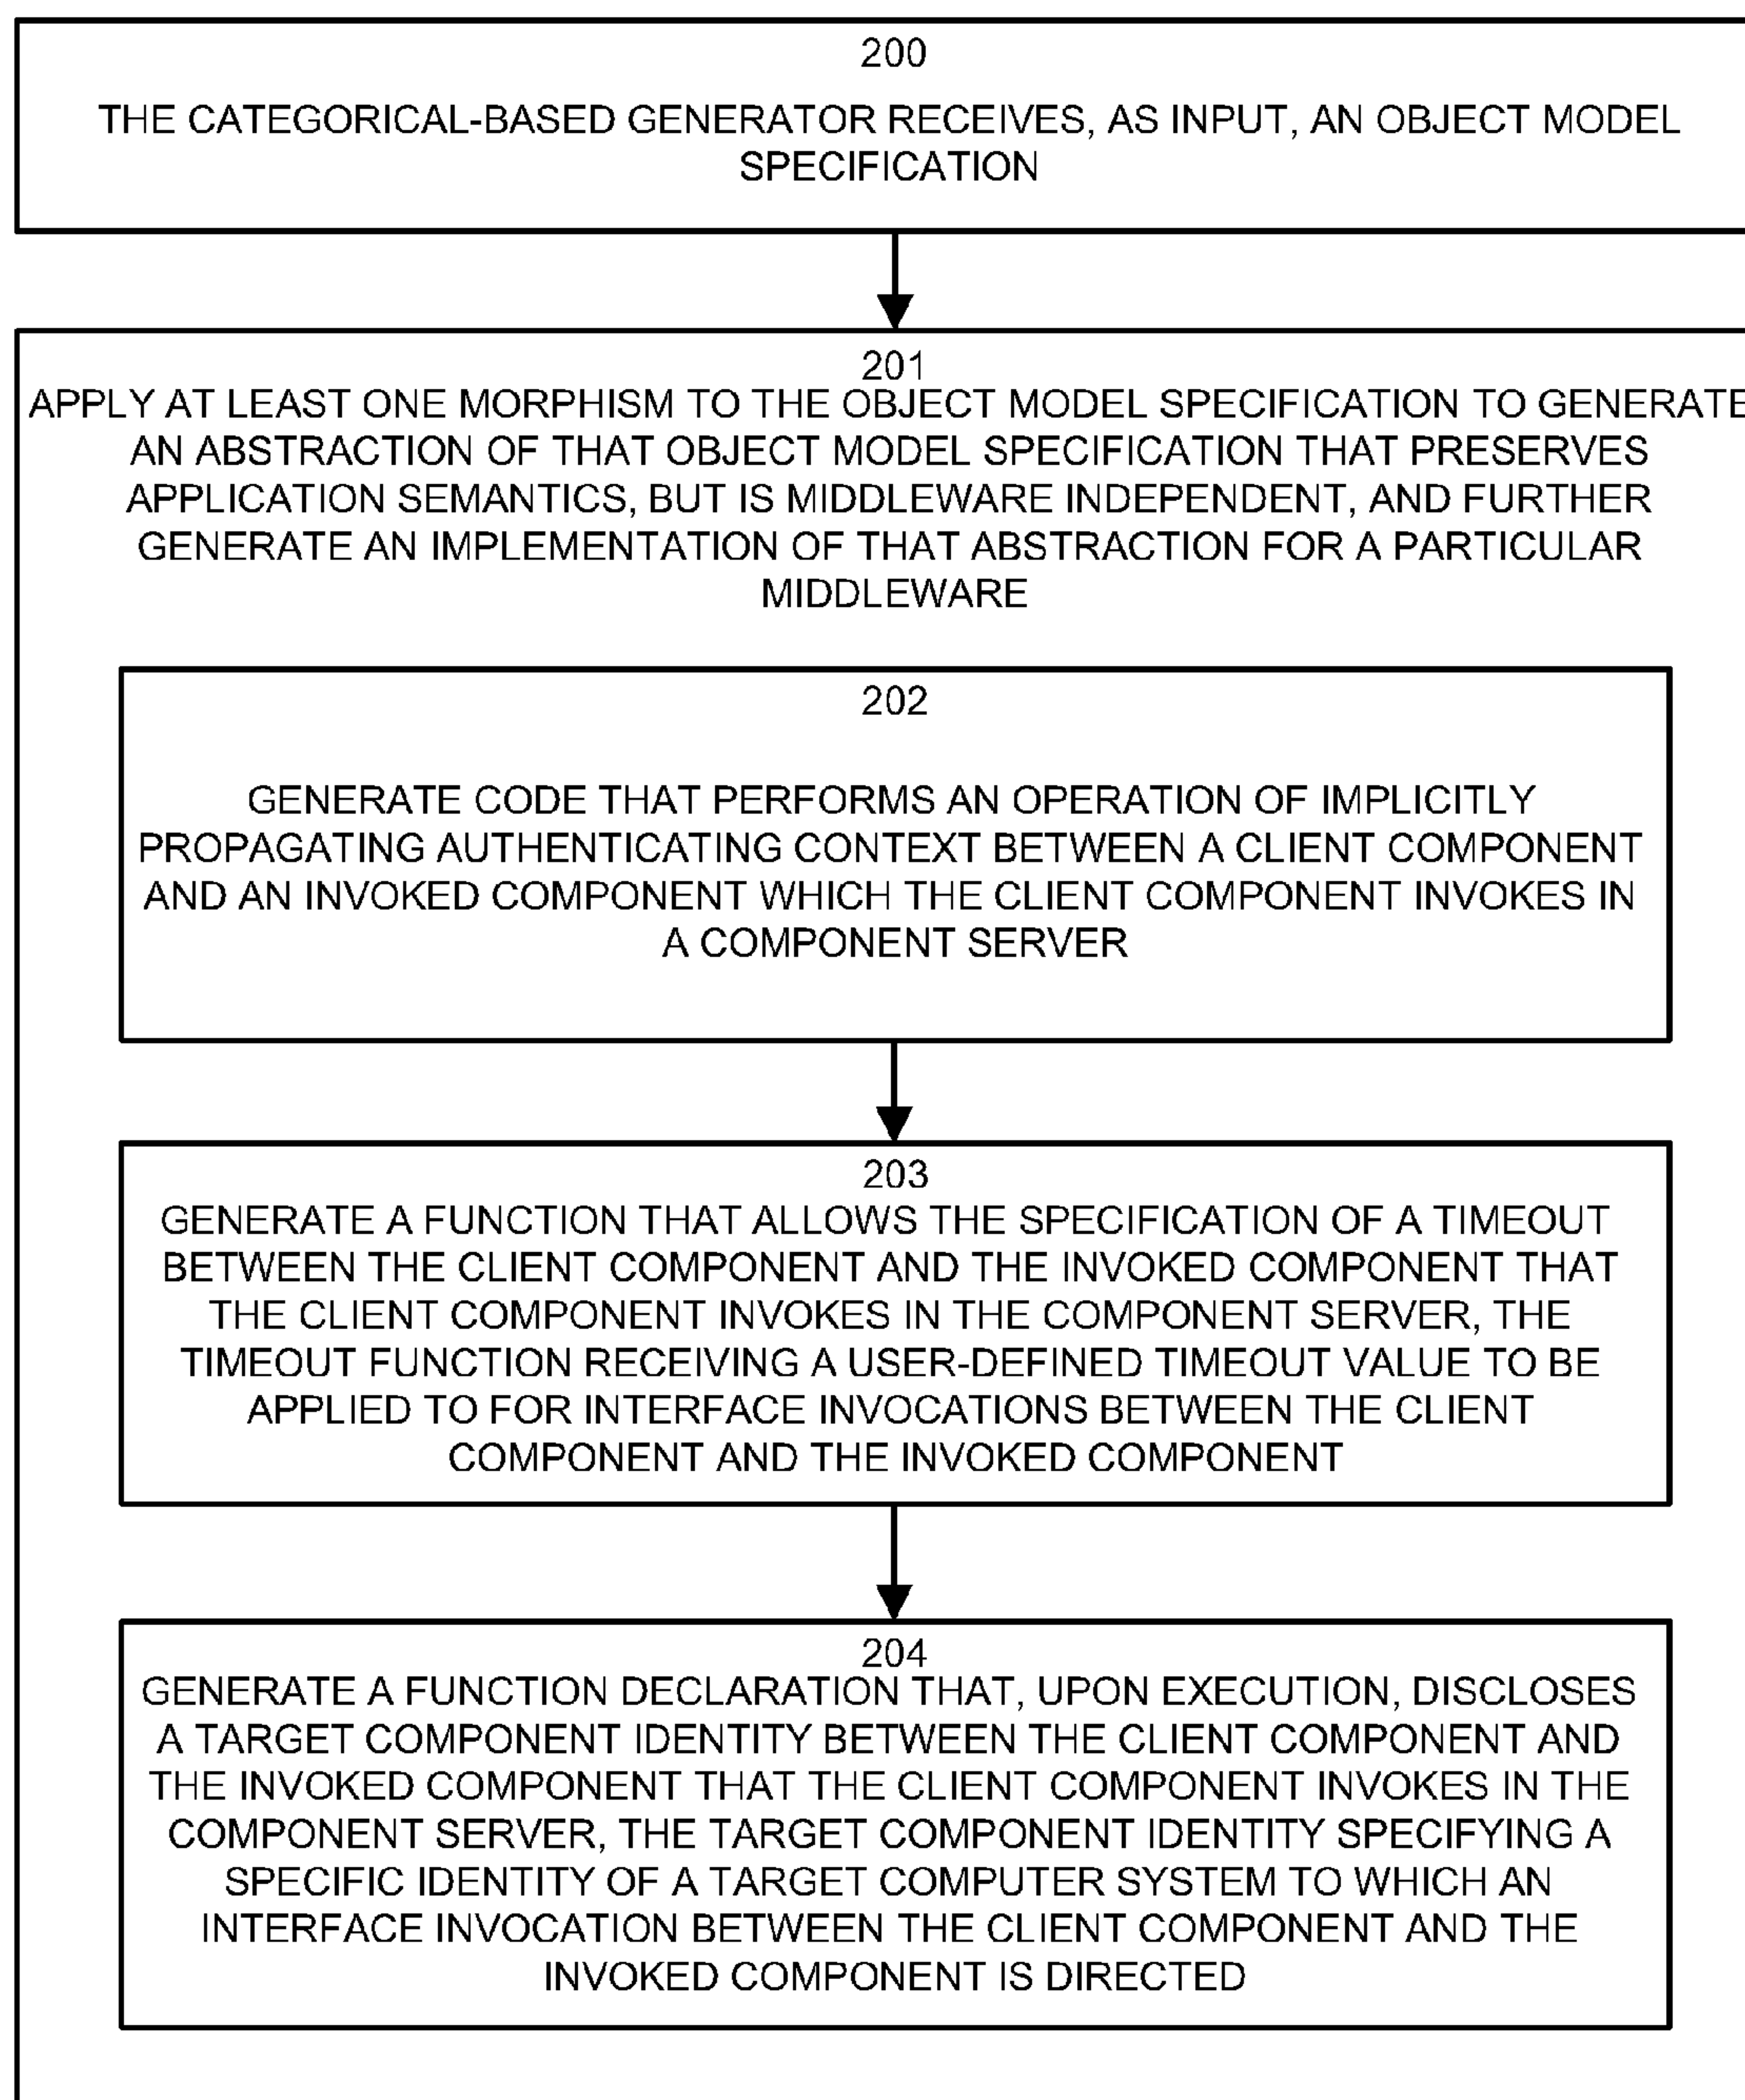 200
THE CATEGORICAL-BASED GENERATOR RECEIVES, AS INPUT, AN OBJECT MODEL
SPECIFICATION
201
APPLY AT LEAST ONE MORPHISM TO THE OBJECT MODEL SPECIFICATION TO GENERATE
AN ABSTRACTION OF THAT OBJECT MODEL SPECIFICATION THAT PRESERVES
APPLICATION SEMANTICS, BUT IS MIDDLEWARE INDEPENDENT, AND FURTHER
GENERATE AN IMPLEMENTATION OF THAT ABSTRACTION FOR A PARTICULAR
MIDDLEWARE
202
GENERATE CODE THAT PERFORMS AN OPERATION OF IMPLICITLY
PROPAGATING AUTHENTICATING CONTEXT BETWEEN A CLIENT COMPONENT
AND AN INVOKED COMPONENT WHICH THE CLIENT COMPONENT INVOKES IN
A COMPONENT SERVER
203
GENERATE A FUNCTION THAT ALLOWS THE SPECIFICATION OF A TIMEOUT
BETWEEN THE CLIENT COMPONENT AND THE INVOKED COMPONENT THAT
THE CLIENT COMPONENT INVOKES IN THE COMPONENT SERVER, THE
TIMEOUT FUNCTION RECEIVING A USER-DEFINED TIMEOUT VALUE TO BE
APPLIED TO FOR INTERFACE INVOCATIONS BETWEEN THE CLIENT
COMPONENT AND THE INVOKED COMPONENT
204
GENERATE A FUNCTION DECLARATION THAT, UPON EXECUTION, DISCLOSES
A TARGET COMPONENT IDENTITY BETWEEN THE CLIENT COMPONENT AND
THE INVOKED COMPONENT THAT THE CLIENT COMPONENT INVOKES IN THE
COMPONENT SERVER, THE TARGET COMPONENT IDENTITY SPECIFYING A
SPECIFIC IDENTITY OF A TARGET COMPUTER SYSTEM TO WHICH AN
INTERFACE INVOCATION BETWEEN THE CLIENT COMPONENT AND THE
INVOKED COMPONENT IS DIRECTED